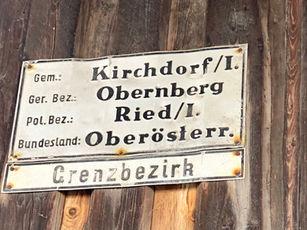 Gem.: Kirchdorf/I.
Ger. Bez.: Obernberg
Pol. Bez.: Ried/I.
Bundesland: Oberösterr.
Grenzbezirk